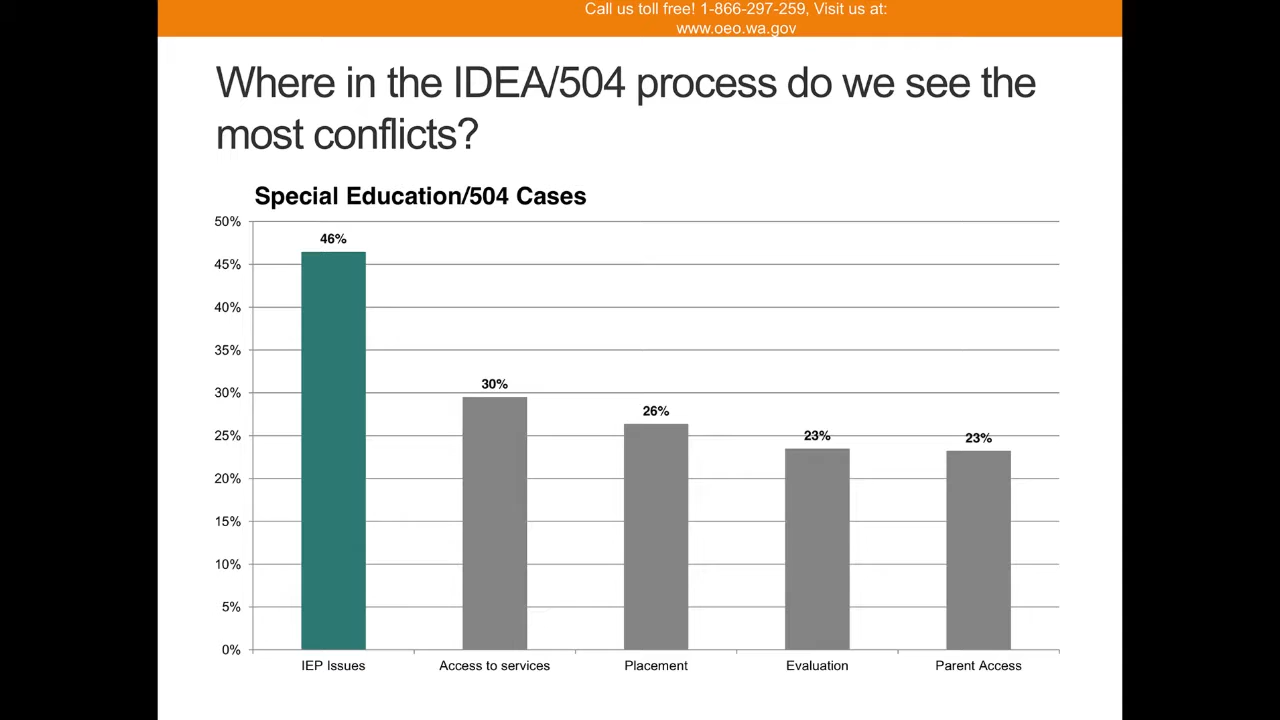 Call us toll free! 1-866-297-259, Visit us at:
www.oeo.wa.gov
Where in the IDEA/504 process do we see the
most conflicts?
Special Education/504 Cases
50%
46%
45%
40%
35%
30%
30%
26%
25%
23%
23%
20%
15%
10%
5%
0%
IEP Issues
Access to services
Placement
Evaluation
Parent Access